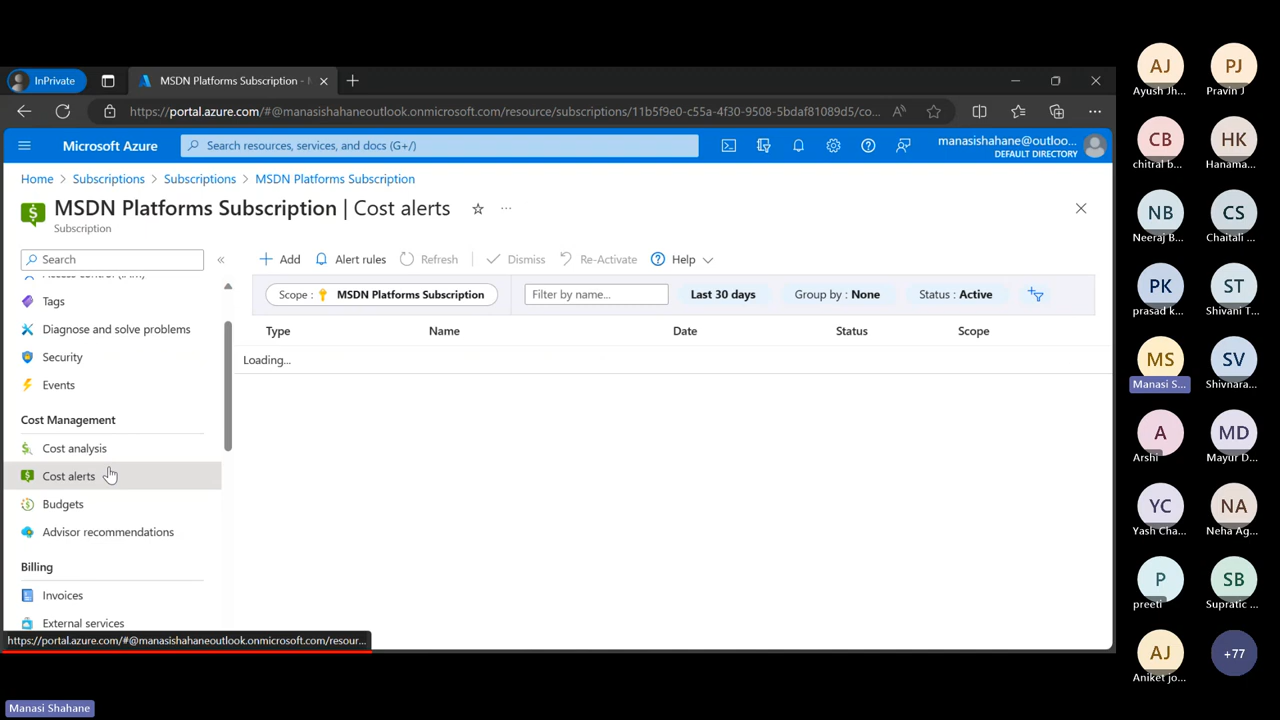 InPrivate
MSDN Platforms Subscription -
https://portal.azure.com/#@manasishahaneoutlook.onmicrosoft.com/resource/subscriptions/11b5f9e0-c55a-4f30-9508-5bdaf81089d5/co...
Microsoft Azure
Search resources, services, and docs (G+/)
manasishahane@outloo...
DEFAULT DIRECTORY
Home > Subscriptions > Subscriptions > MSDN Platforms Subscription
MSDN Platforms Subscription | Cost alerts
Subscription
Search
Access control (IAM)
Tags
Diagnose and solve problems
Security
Events
Cost Management
Cost analysis
Cost alerts
Budgets
Advisor recommendations
Billing
Invoices
External services
https://portal.azure.com/#@manasishahaneoutlook.onmicrosoft.com/resour...
Add Alert rules Refresh Dismiss Re-Activate Help
Scope : MSDN Platforms Subscription Filter by name... Last 30 days Group by : None Status : Active
Type Name Date Status Scope
Loading...
AJ PJ
Ayush Jh... Pravin J
CB HK
chitral b... Hanama...
NB CS
Neeraj B... Chaitali ...
PK ST
prasad k... Shivani T...
MS SV
Manasi S... Shivnara...
A MD
Arshi Mayur D...
YC NA
Yash Cha... Neha Ag...
P SB
preeti Supratic ...
AJ +77
Aniket jo...
Manasi Shahane